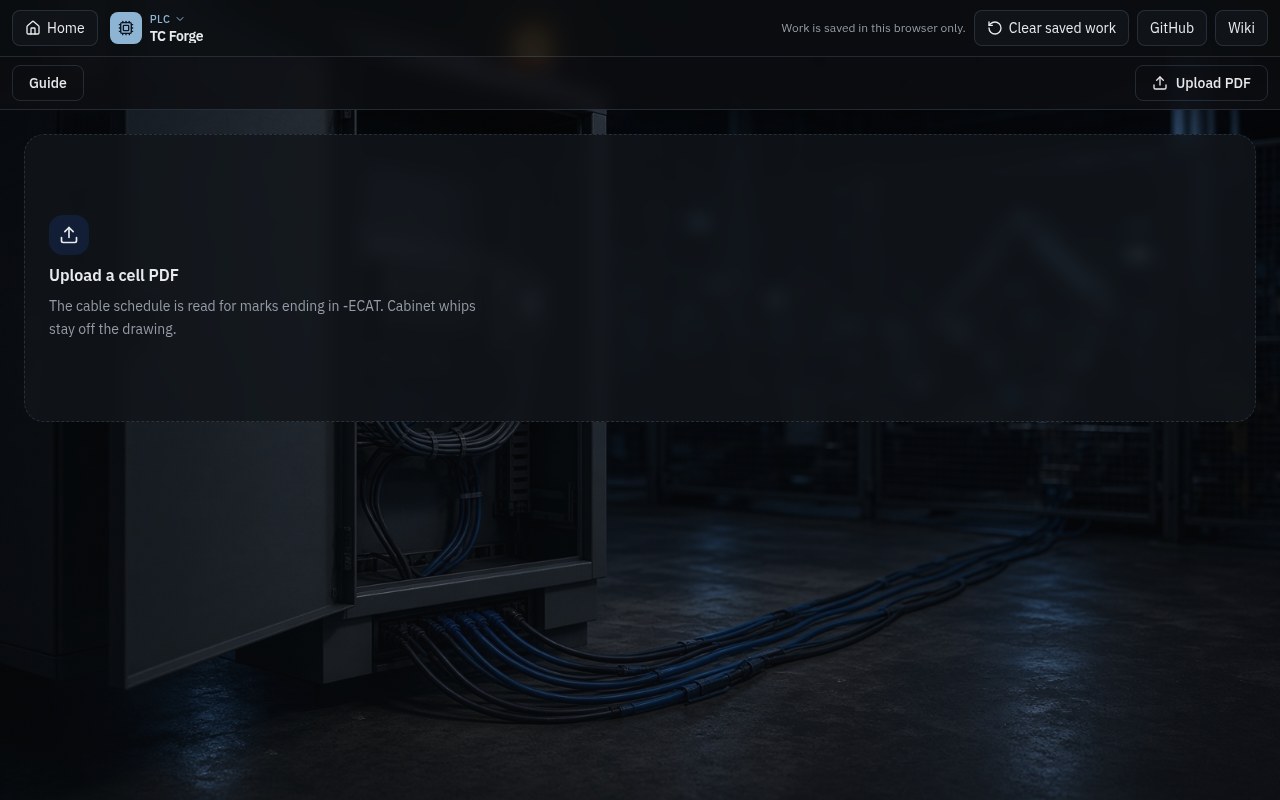 Home
PLC
TC Forge
Work is saved in this browser only.
Clear saved work
GitHub
Wiki
Guide
Upload PDF
Upload a cell PDF
The cable schedule is read for marks ending in -ECAT. Cabinet whips
stay off the drawing.